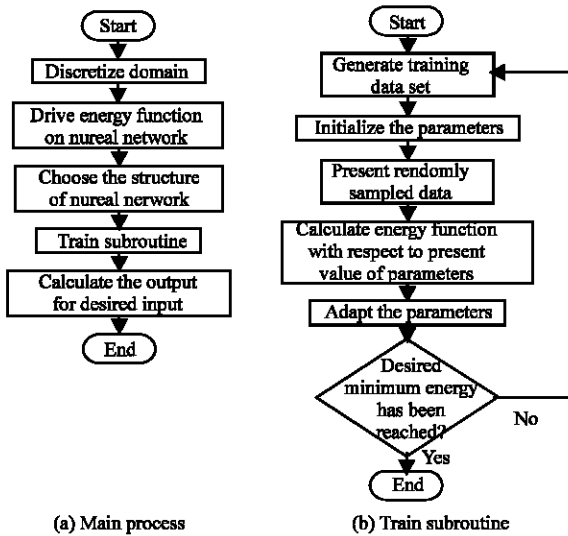 Start
Discretize domain
Drive energy function
on nureal network
Choose the structure
of nureal nerwork
Train subroutine
Calculate the output
for desired input
End
(a) Main process
Start
Generate training
data set
Initialize the parameters
Present randomly
sampled data
Calculate energy function
with respect to present
value of parameters
Adapt the parameters
Desired
minimum energy
has been
reached?
No
Yes
End
(b) Train subroutine